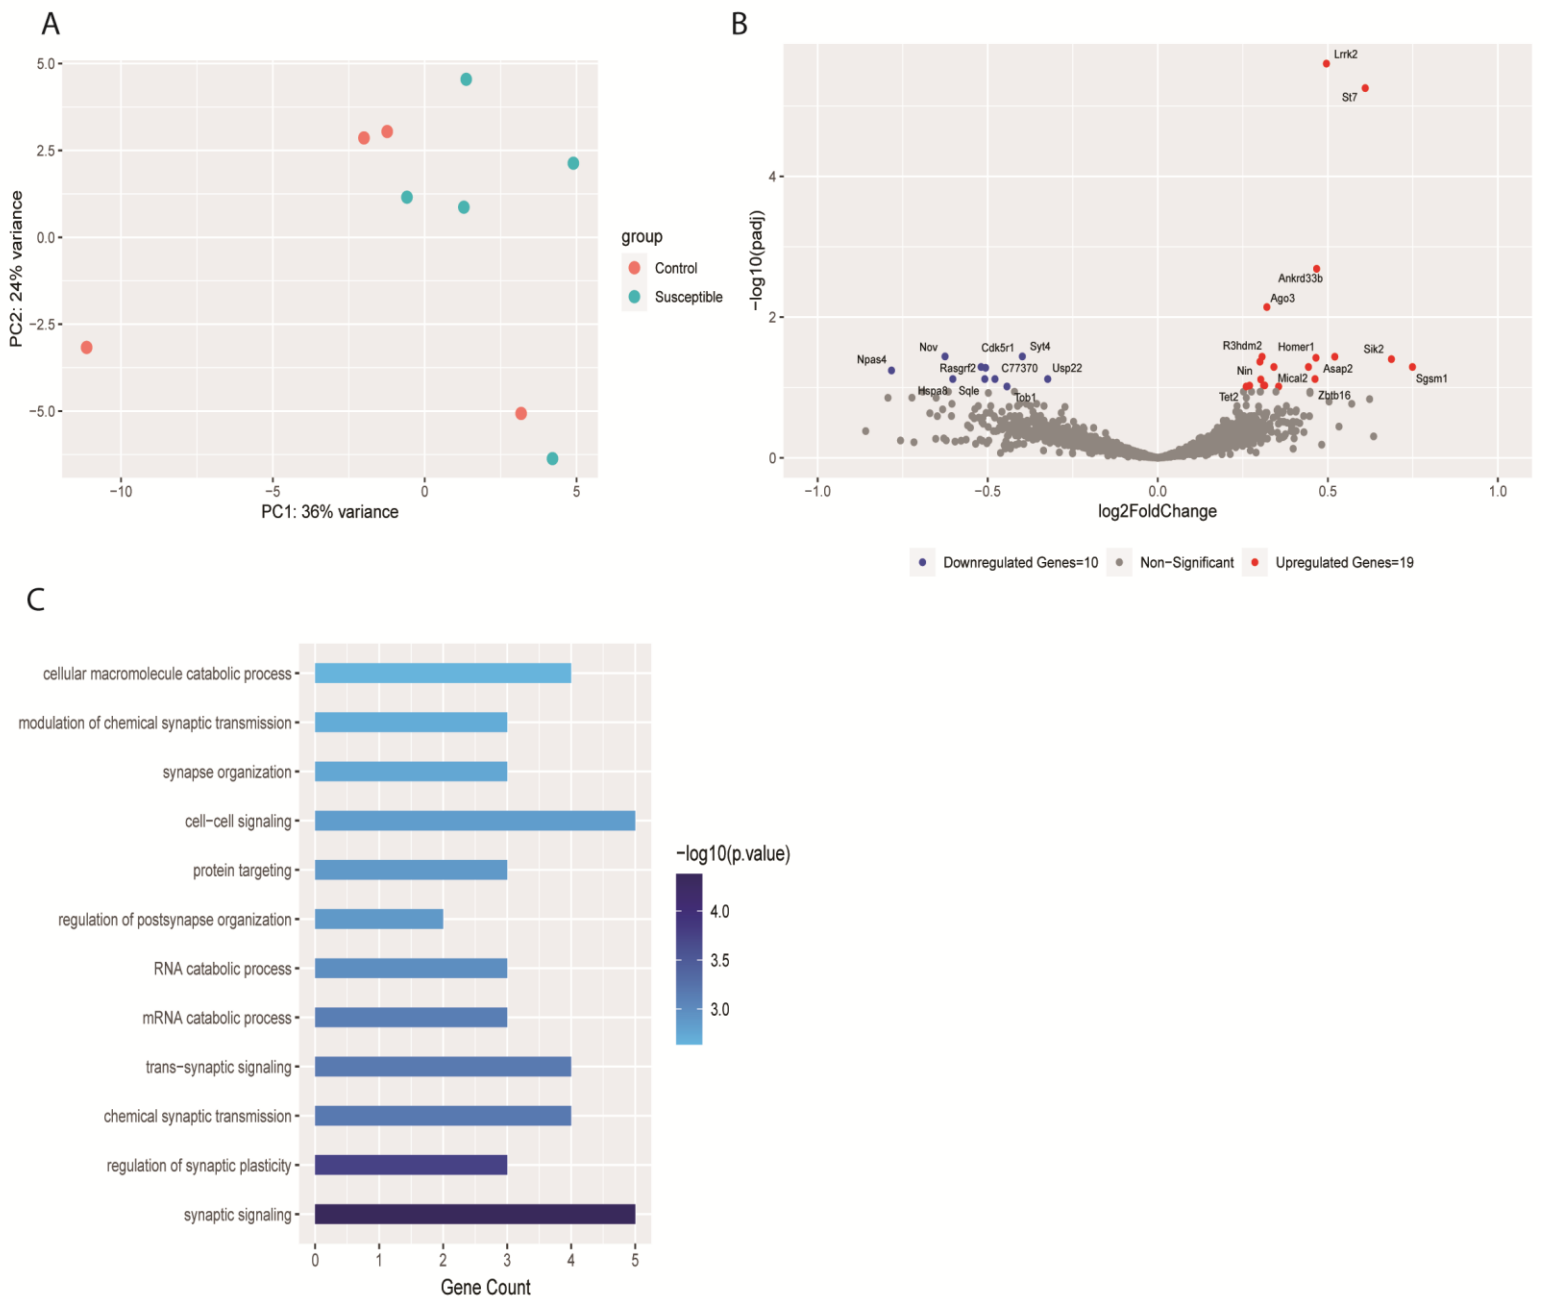 A
5.0
2.5
0.0
−2.5
−5.0
−10
−5
0
5
PC1: 36% variance
PC2: 24% variance
group
Control
Susceptible
B
Lrrk2
St7
4
Ankrd33b
Ago3
2
Nov
Cdk5r1
Syt4
R3hdm2
Homer1
Sik2
Npas4
Rasgrf2
C77370
Usp22
Nin
Mical2
Asap2
Sgsm1
Hspa8
Sqle
Tob1
Tet2
Zbtb16
0
−1.0
−0.5
0.0
0.5
1.0
log2FoldChange
−log10(padj)
Downregulated Genes=10
Non−Significant
Upregulated Genes=19
C
cellular macromolecule catabolic process
modulation of chemical synaptic transmission
synapse organization
cell−cell signaling
protein targeting
regulation of postsynapse organization
RNA catabolic process
mRNA catabolic process
trans−synaptic signaling
chemical synaptic transmission
regulation of synaptic plasticity
synaptic signaling
0
1
2
3
4
5
Gene Count
−log10(p.value)
4.0
3.5
3.0